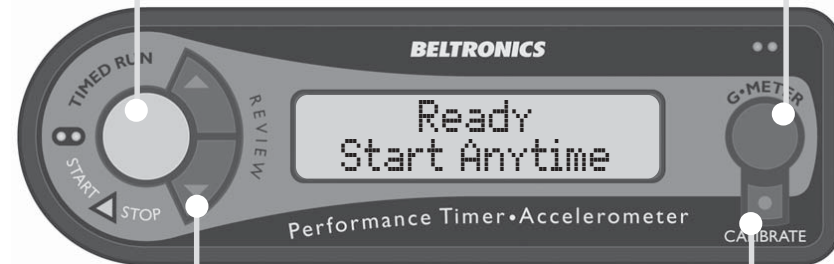 BELTRONICS
TIMED RUN
REVIEW
START
STOP
Ready
Start Anytime
G•METER
Performance Timer•Accelerometer
CALIBRATE